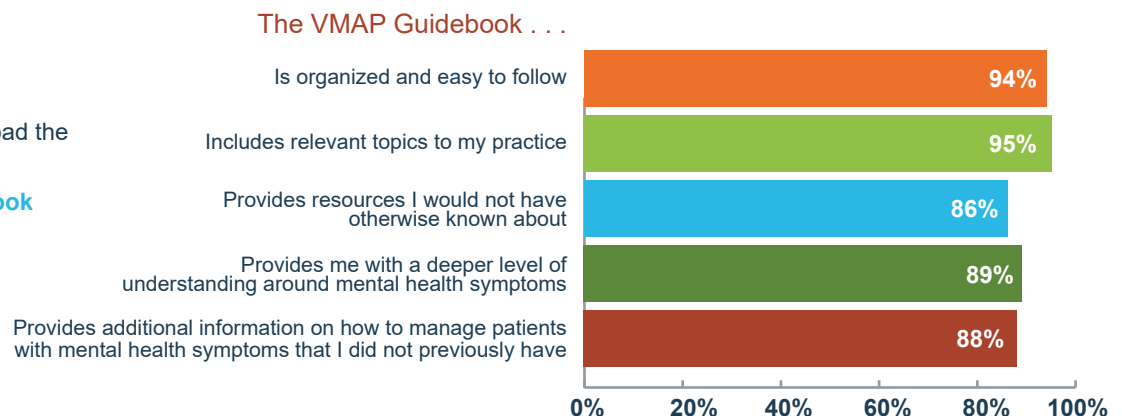 The VMAP Guidebook . . .
Is organized and easy to follow
94%
the
Includes relevant topics to my practice
95%
Provides resources I would not have
otherwise known about
86%
Provides me with a deeper level of
understanding around mental health symptoms
89%
Provides additional information on how to manage patients
with mental health symptoms that I did not previously have
88%
0% 20% 40% 60% 80% 100%